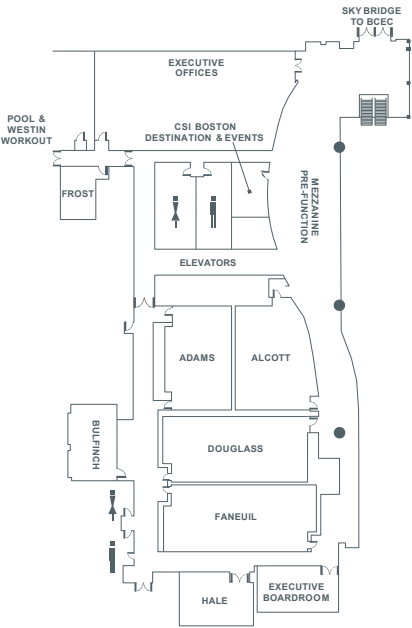 SKY BRIDGE
TO BCEC
EXECUTIVE
OFFICES
POOL &
WESTIN
WORKOUT
CSI BOSTON
DESTINATION & EVENTS
FROST
MEZZANINE
PRE-FUNCTION
ELEVATORS
ADAMS
ALCOTT
BULFINCH
DOUGLASS
FANEUIL
HALE
EXECUTIVE
BOARDROOM